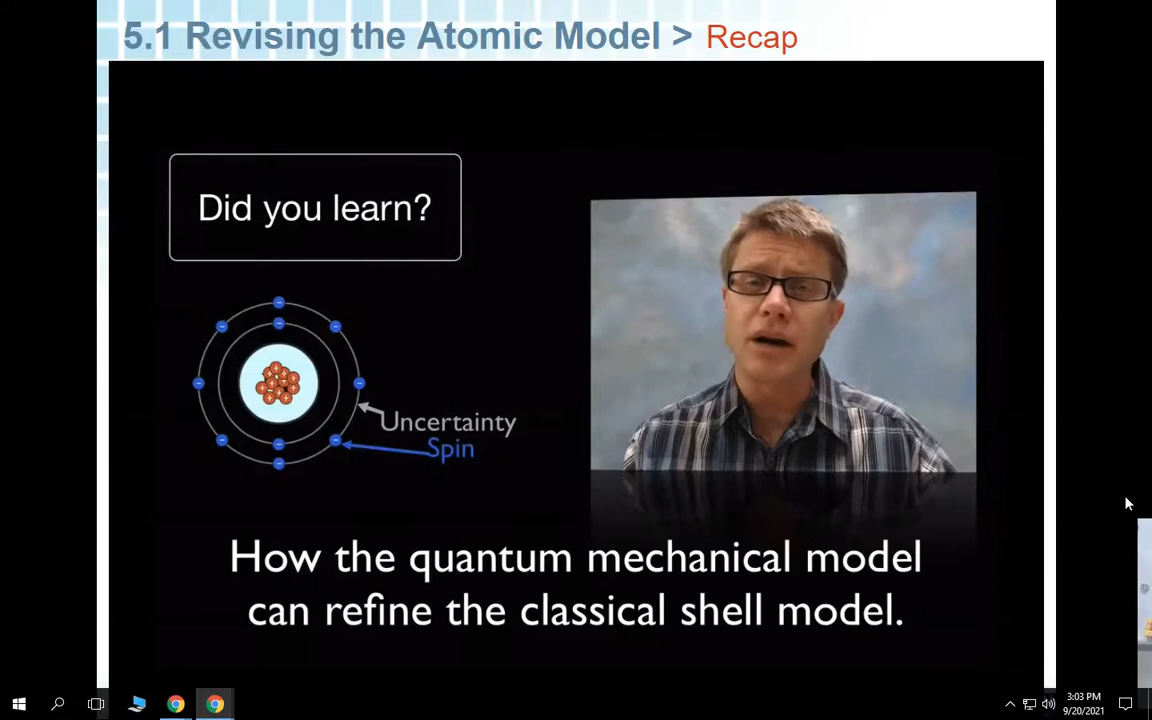 5.1 Revising the Atomic Model > Recap
Did you learn?
Uncertainty
Spin
How the quantum mechanical model
can refine the classical shell model.
3:03 PM
9/20/2021